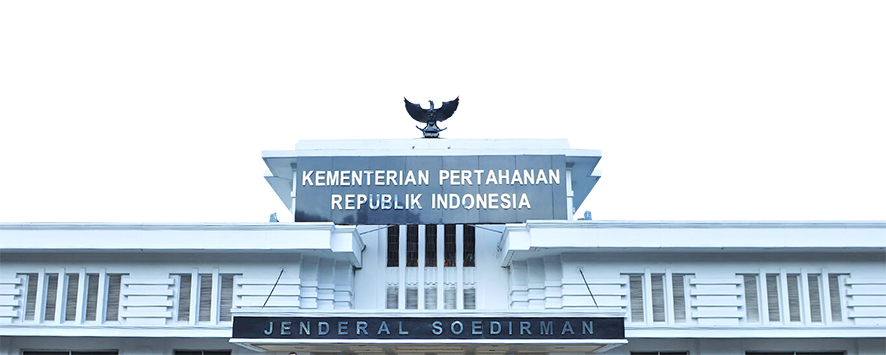 KEMENTERIAN PERTAHANAN
REPUBLIK INDONESIA
JENDERAL SOEDIRMAN